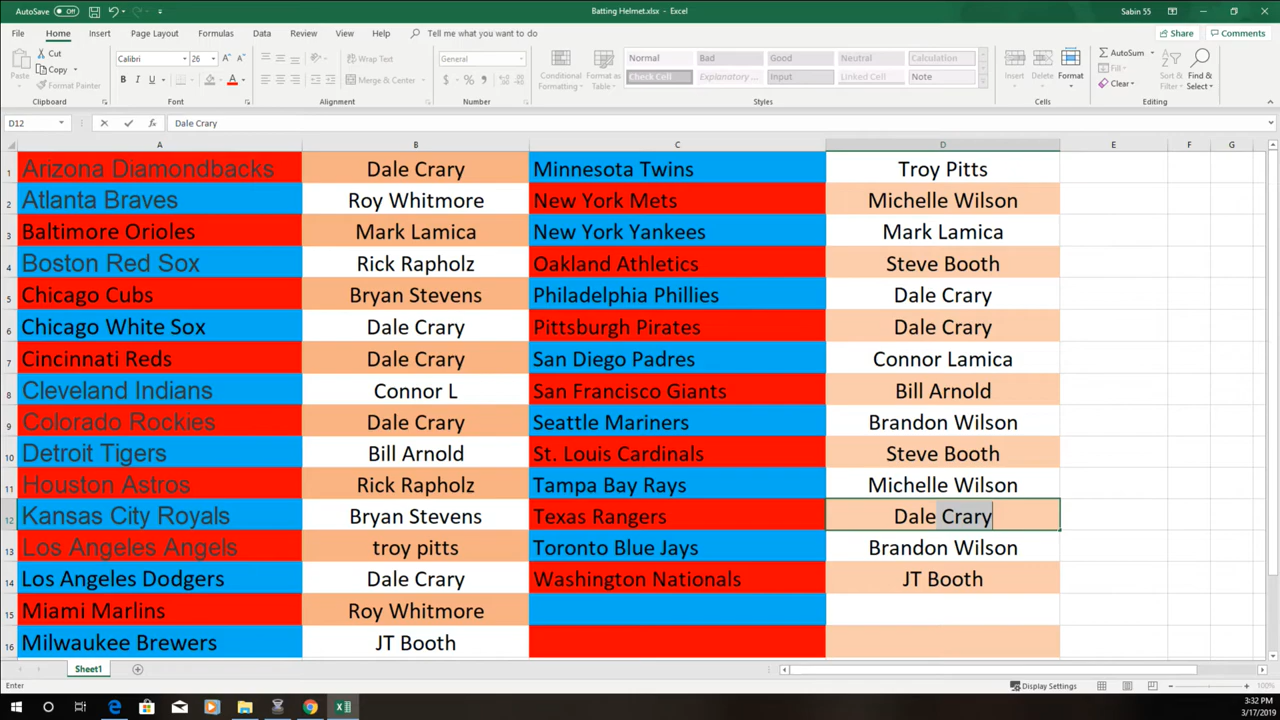 AutoSave Off
Batting Helmet.xlsx - Excel
Sabin 55
File Home Insert Page Layout Formulas Data Review View Help Tell me what you want to do
Share Comments
Paste Cut Copy Format Painter Clipboard
Calibri 26 A A B I U A Font
Wrap Text Merge & Center Alignment
General $ % , Number
Conditional Formatting Format as Table
Normal Bad Good Neutral Calculation
Check Cell Explanatory ... Input Linked Cell Note
Styles
Insert Delete Format Cells
AutoSum Fill Clear Sort & Filter Find & Select Editing
D12 fx Dale Crary
A B C D E F G
1 Arizona Diamondbacks Dale Crary Minnesota Twins Troy Pitts
2 Atlanta Braves Roy Whitmore New York Mets Michelle Wilson
3 Baltimore Orioles Mark Lamica New York Yankees Mark Lamica
4 Boston Red Sox Rick Rapholz Oakland Athletics Steve Booth
5 Chicago Cubs Bryan Stevens Philadelphia Phillies Dale Crary
6 Chicago White Sox Dale Crary Pittsburgh Pirates Dale Crary
7 Cincinnati Reds Dale Crary San Diego Padres Connor Lamica
8 Cleveland Indians Connor L San Francisco Giants Bill Arnold
9 Colorado Rockies Dale Crary Seattle Mariners Brandon Wilson
10 Detroit Tigers Bill Arnold St. Louis Cardinals Steve Booth
11 Houston Astros Rick Rapholz Tampa Bay Rays Michelle Wilson
12 Kansas City Royals Bryan Stevens Texas Rangers Dale Crary
13 Los Angeles Angels troy pitts Toronto Blue Jays Brandon Wilson
14 Los Angeles Dodgers Dale Crary Washington Nationals JT Booth
15 Miami Marlins Roy Whitmore
16 Milwaukee Brewers JT Booth
Sheet1
Enter Display Settings 100%
3:32 PM
3/17/2019